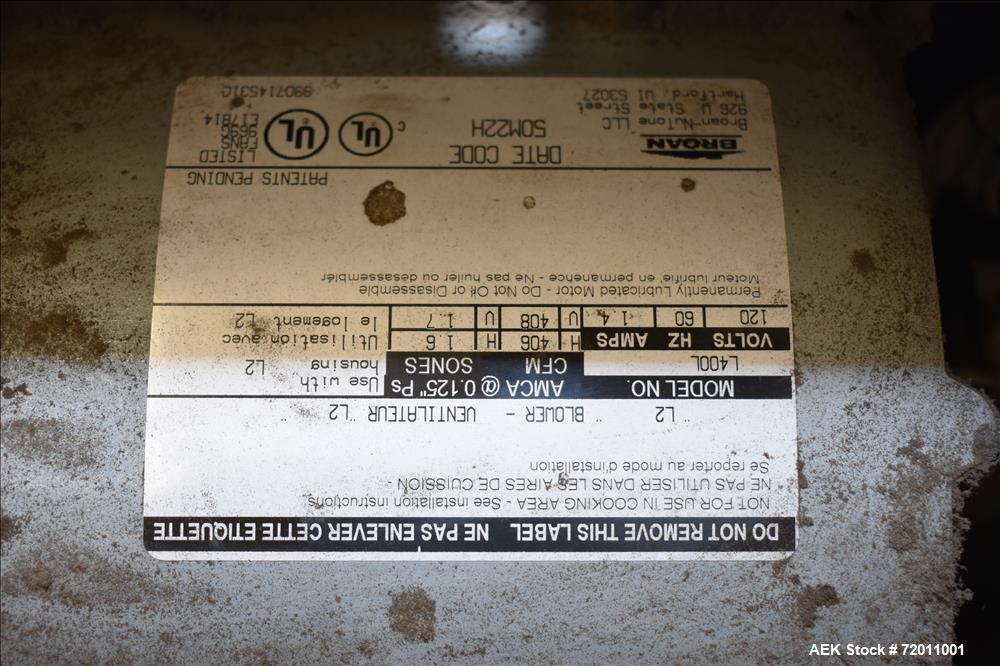 DO NOT REMOVE THIS LABEL NE PAS ENLEVER CETTE ETIQUETTE
NOT FOR USE IN COOKING AREA - See installation instructions.
NE PAS UTILISER DANS LES AIRES DE CUISSON -
Se reporter au mode d'installation
" L2 " BLOWER - VENTILATEUR " L2 "
MODEL NO. AMCA @ 0.125" Ps Use with
L400L CFM SONES housing L2
VOLTS HZ AMPS H 406 H 1.6 Utilisation avec
120 60 1.4 V 408 V 1.7 le logement L2
Permanently Lubricated Motor - Do Not Oil or Disassemble
Moteur lubrifié en permanence - Ne pas huiler ou désassembler
PATENTS PENDING
BROAN DATE CODE LISTED
Broan-NuTone LLC 50M22H C UL UL FANS
926 W State Street 969G
Hartford, WI 53027 E17814
99D714531C
AEK Stock # 72011001